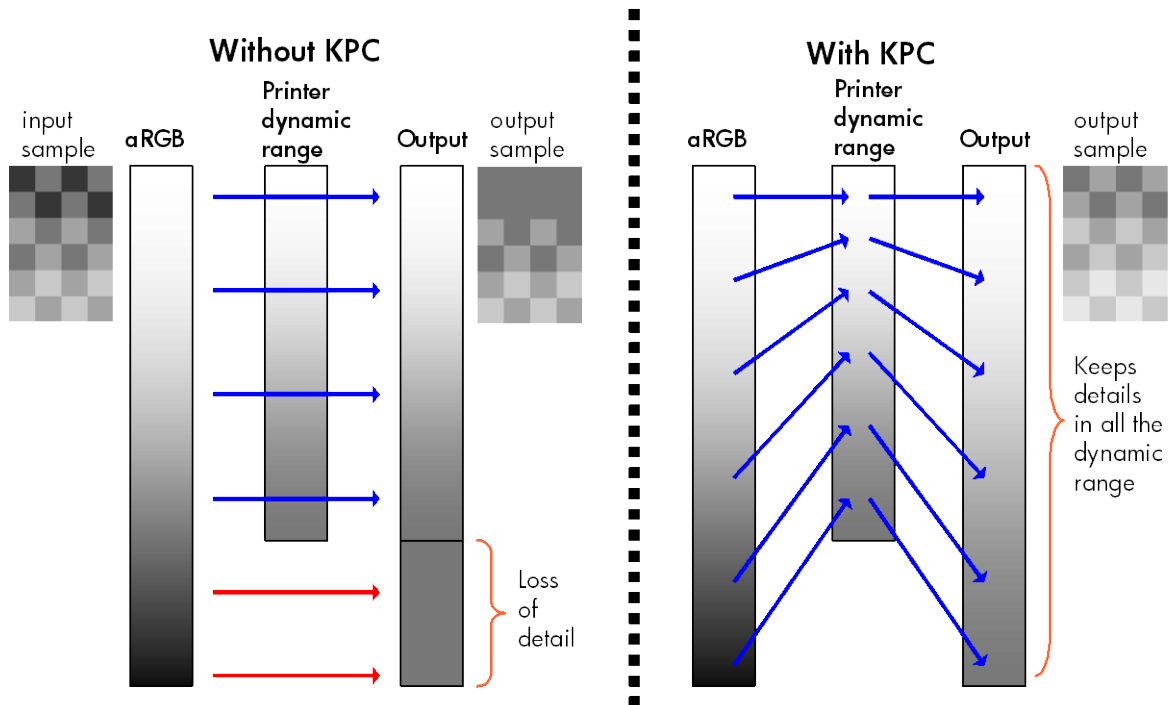 Without KPC
input
sample
aRGB
Printer
dynamic
range
Output
output
sample
Loss
of
detail
With KPC
aRGB
Printer
dynamic
range
Output
output
sample
Keeps
details
in all the
dynamic
range